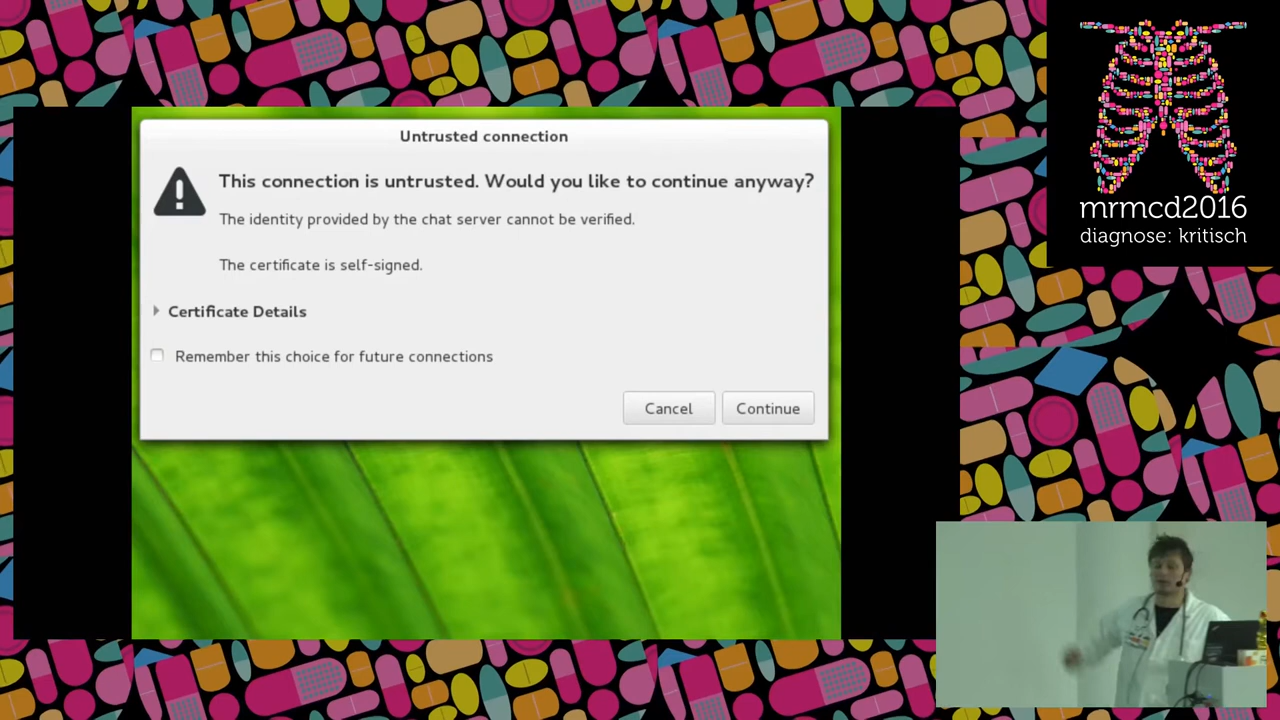 Untrusted connection
This connection is untrusted. Would you like to continue anyway?
The identity provided by the chat server cannot be verified.
The certificate is self-signed.
Certificate Details
Remember this choice for future connections
Cancel
Continue
mrmcd2016
diagnose: kritisch